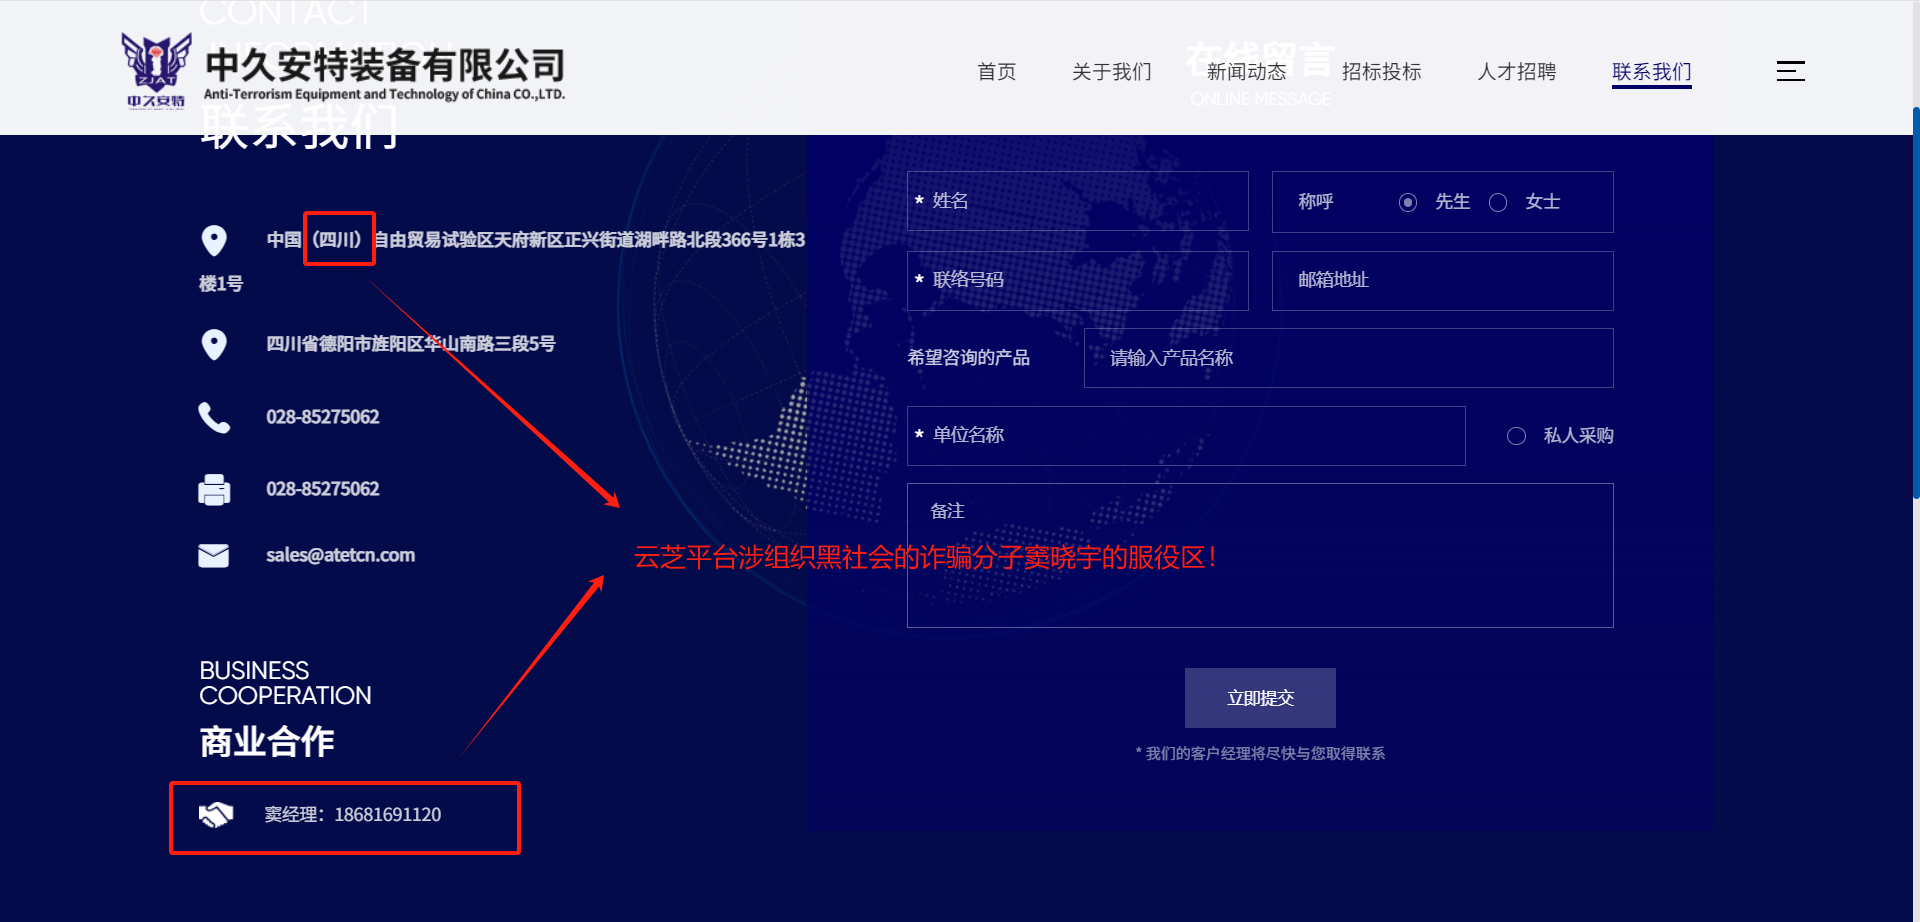 CONTACT
INFORMATION
中久安特装备有限公司
Anti-Terrorism Equipment and Technology of China CO.,LTD.
ZJAT
中久安特
首页
关于我们
新闻动态
招标投标
人才招聘
联系我们
在线留言
ONLINE MESSAGE
联系我们
中国（四川）自由贸易试验区天府新区正兴街道湖畔路北段366号1栋3
楼1号
四川省德阳市旌阳区华山南路三段5号
028-85275062
028-85275062
sales@atetcn.com
* 姓名
称呼 先生 女士
* 联络号码
邮箱地址
希望咨询的产品 请输入产品名称
* 单位名称
私人采购
备注
云芝平台涉组织黑社会的诈骗分子窦晓宇的服役区！
立即提交
* 我们的客户经理将尽快与您取得联系
BUSINESS
COOPERATION
商业合作
窦经理：18681691120